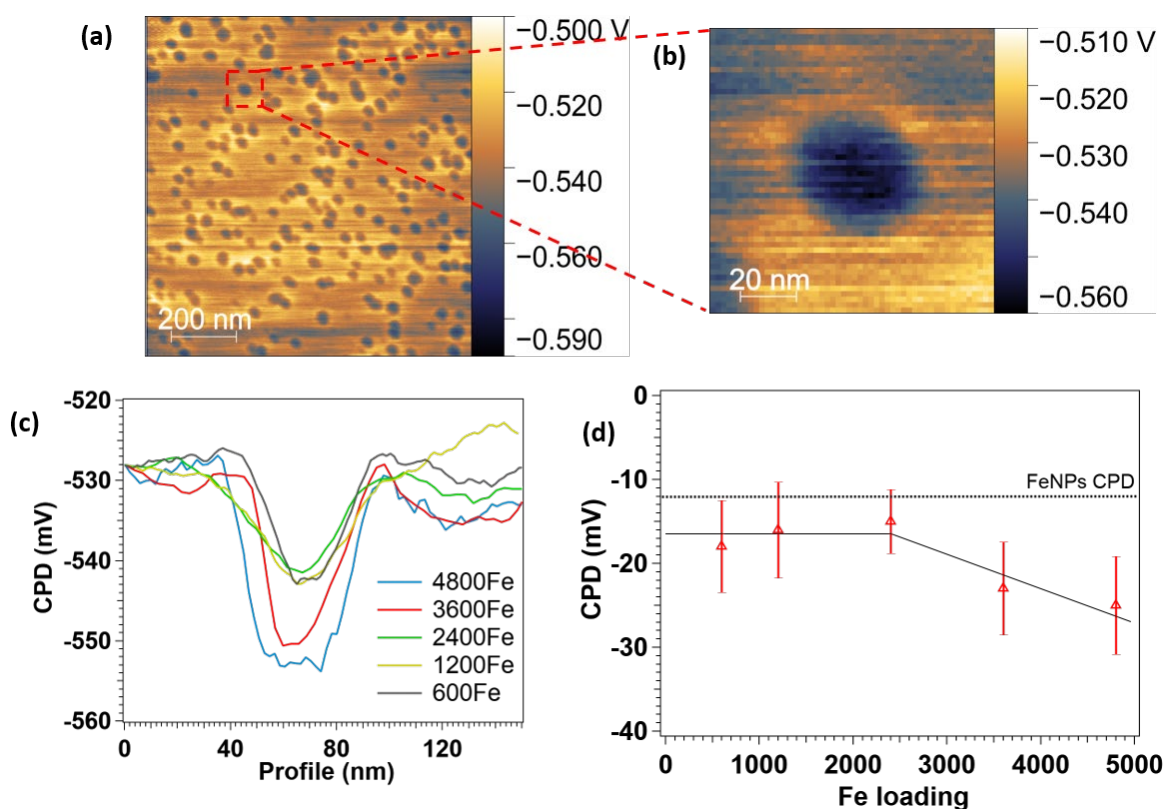 (a)
−0.500 V
−0.520
−0.540
−0.560
−0.590
200 nm
(b)
−0.510 V
−0.520
−0.530
−0.540
−0.560
20 nm
(c)
CPD (mV)
-520
-530
-540
-550
-560
4800Fe
3600Fe
2400Fe
1200Fe
600Fe
0 40 80 120
Profile (nm)
(d)
CPD (mV)
0
-10
-20
-30
-40
FeNPs CPD
0 1000 2000 3000 4000 5000
Fe loading